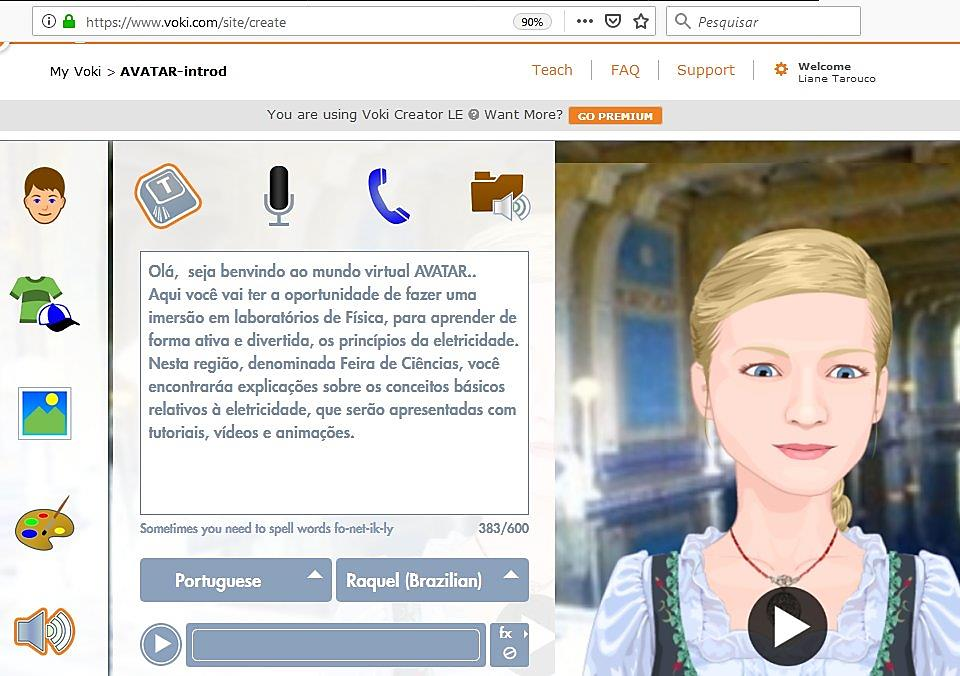 https://www.voki.com/site/create
90%
Pesquisar
My Voki > AVATAR-introd
Teach
FAQ
Support
Welcome
Liane Tarouco
You are using Voki Creator LE ? Want More? GO PREMIUM
T
Olá, seja benvindo ao mundo virtual AVATAR..
Aqui você vai ter a oportunidade de fazer uma
imersão em laboratórios de Física, para aprender de
forma ativa e divertida, os princípios da eletricidade.
Nesta região, denominada Feira de Ciências, você
encontraráa explicações sobre os conceitos básicos
relativos à eletricidade, que serão apresentadas com
tutoriais, vídeos e animações.
Sometimes you need to spell words fo-net-ik-ly
383/600
Portuguese
Raquel (Brazilian)
fx